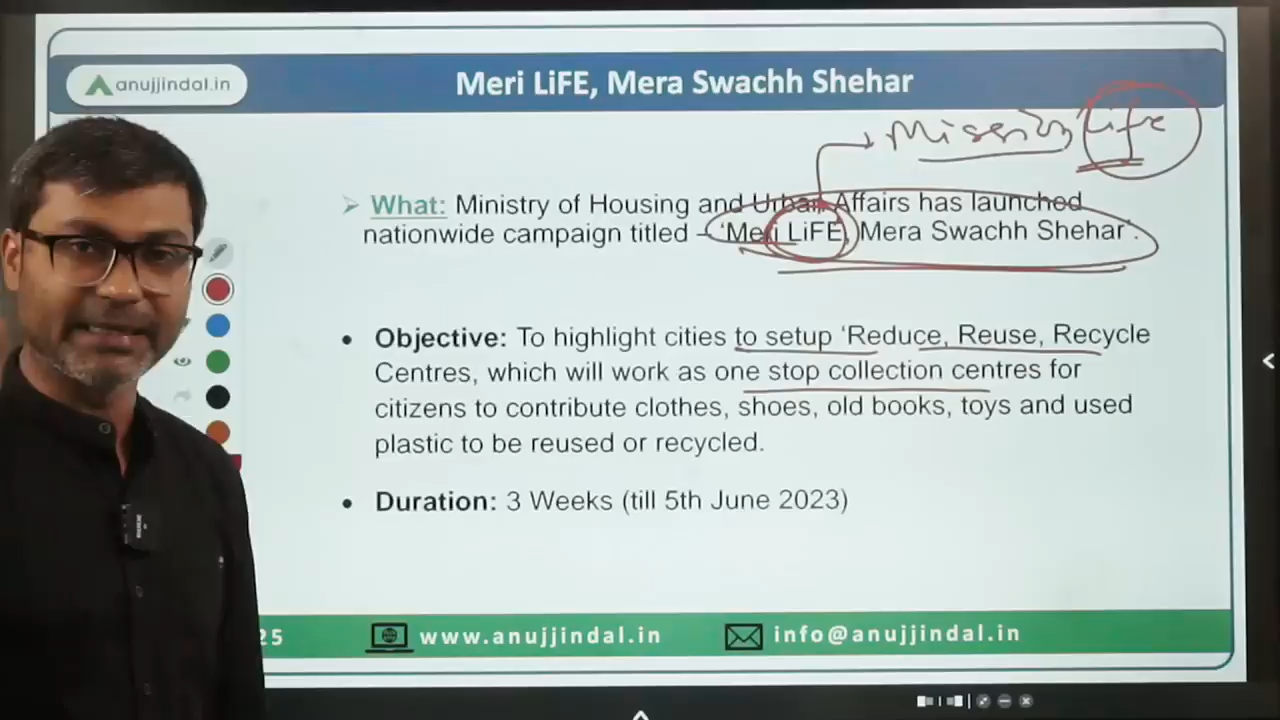 anujjindal.in
Meri LiFE, Mera Swachh Shehar
Mission Life
What: Ministry of Housing and Urban Affairs has launched
nationwide campaign titled – 'Meri LiFE, Mera Swachh Shehar'.
Objective: To highlight cities to setup 'Reduce, Reuse, Recycle
Centres, which will work as one stop collection centres for
citizens to contribute clothes, shoes, old books, toys and used
plastic to be reused or recycled.
Duration: 3 Weeks (till 5th June 2023)
25 www.anujjindal.in info@anujjindal.in